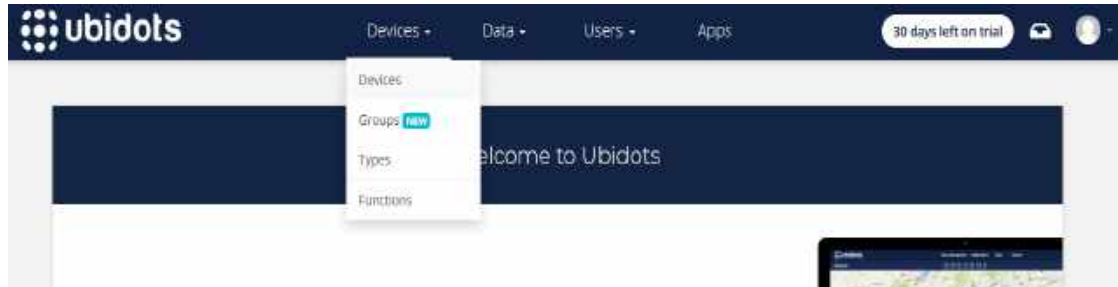 ubidots
Devices
Data
Users
Apps
30 days left on trial
Devices
Groups NEW
Types
Functions
elcome to Ubidots